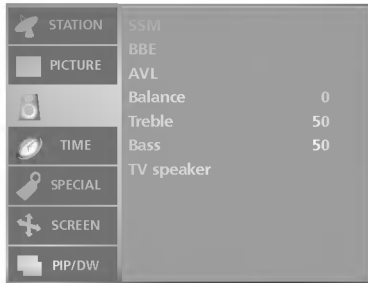 STATION
PICTURE
TIME
SPECIAL
SCREEN
PIP/DW
SSM
BBE
AVL
Balance 0
Treble 50
Bass 50
TV speaker